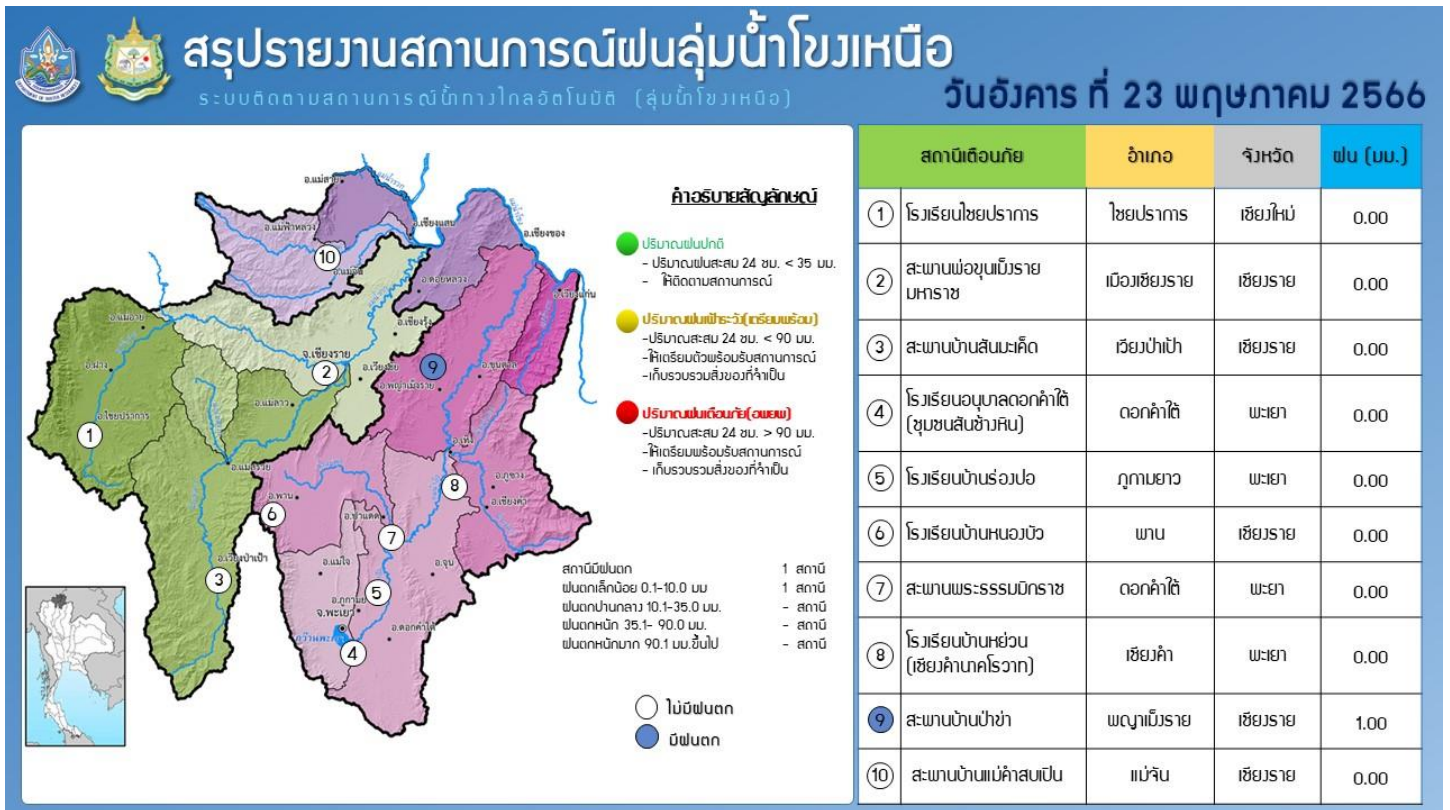 สรุปรายงานสถานการณ์ฝนลุ่มน้ำโขงเหนือ
ระบบติดตามสถานการณ์น้ำทางไกลอัตโนมัติ (ลุ่มน้ำโขงเหนือ)
วันอังคาร ที่ 23 พฤษภาคม 2566
อ.แม่สาย
อ.แม่ฟ้าหลวง
อ.เชียงแสน
อ.เชียงของ
10
อ.แม่จัน
อ.ดอยหลวง
อ.เวียงแก่น
อ.แม่อาย
อ.เชียงรุ้ง
จ.เชียงราย
2
อ.เวียงชัย
9
อ.พญาเม็งราย
อ.ขุนตาล
อ.ฝาง
อ.แม่ลาว
อ.ไชยปราการ
1
อ.เทิง
อ.แม่สรวย
8
อ.ภูซาง
อ.เชียงคำ
อ.พาน
6
อ.ป่าแดด
7
อ.เวียงป่าเป้า
3
อ.แม่ใจ
อ.จุน
5
อ.ภูกามยาว
จ.พะเยา
กว๊านพะเยา
อ.ดอกคำใต้
4
คำอธิบายสัญลักษณ์
ปริมาณฝนปกติ
- ปริมาณฝนสะสม 24 ชม. < 35 มม.
- ให้ติดตามสถานการณ์
ปริมาณฝนเฝ้าระวัง(เตรียมพร้อม)
-ปริมาณสะสม 24 ชม. < 90 มม.
-ให้เตรียมตัวพร้อมรับสถานการณ์
-เก็บรวบรวมสิ่งของที่จำเป็น
ปริมาณฝนเตือนภัย(อพยพ)
-ปริมาณสะสม 24 ชม. > 90 มม.
-ให้เตรียมพร้อมรับสถานการณ์
- เก็บรวบรวมสิ่งของที่จำเป็น
สถานีมีฝนตก 1 สถานี
ฝนตกเล็กน้อย 0.1-10.0 มม 1 สถานี
ฝนตกปานกลาง 10.1-35.0 มม. - สถานี
ฝนตกหนัก 35.1- 90.0 มม. - สถานี
ฝนตกหนักมาก 90.1 มม.ขึ้นไป - สถานี
ไม่มีฝนตก
มีฝนตก
สถานีเตือนภัย อำเภอ จังหวัด ฝน (มม.)
1 โรงเรียนไชยปราการ ไชยปราการ เชียงใหม่ 0.00
2 สะพานพ่อขุนเม็งราย
มหาราช เมืองเชียงราย เชียงราย 0.00
3 สะพานบ้านสันมะเค็ด เวียงป่าเป้า เชียงราย 0.00
4 โรงเรียนอนุบาลดอกคำใต้
(ชุมชนสันช้างหิน) ดอกคำใต้ พะเยา 0.00
5 โรงเรียนบ้านร่องปอ ภูกามยาว พะเยา 0.00
6 โรงเรียนบ้านหนองบัว พาน เชียงราย 0.00
7 สะพานพระธรรมมิกราช ดอกคำใต้ พะเยา 0.00
8 โรงเรียนบ้านหย่วน
(เชียงคำนาคโรวาท) เชียงคำ พะเยา 0.00
9 สะพานบ้านป่าข่า พญาเม็งราย เชียงราย 1.00
10 สะพานบ้านแม่คำสบเปิน แม่จัน เชียงราย 0.00